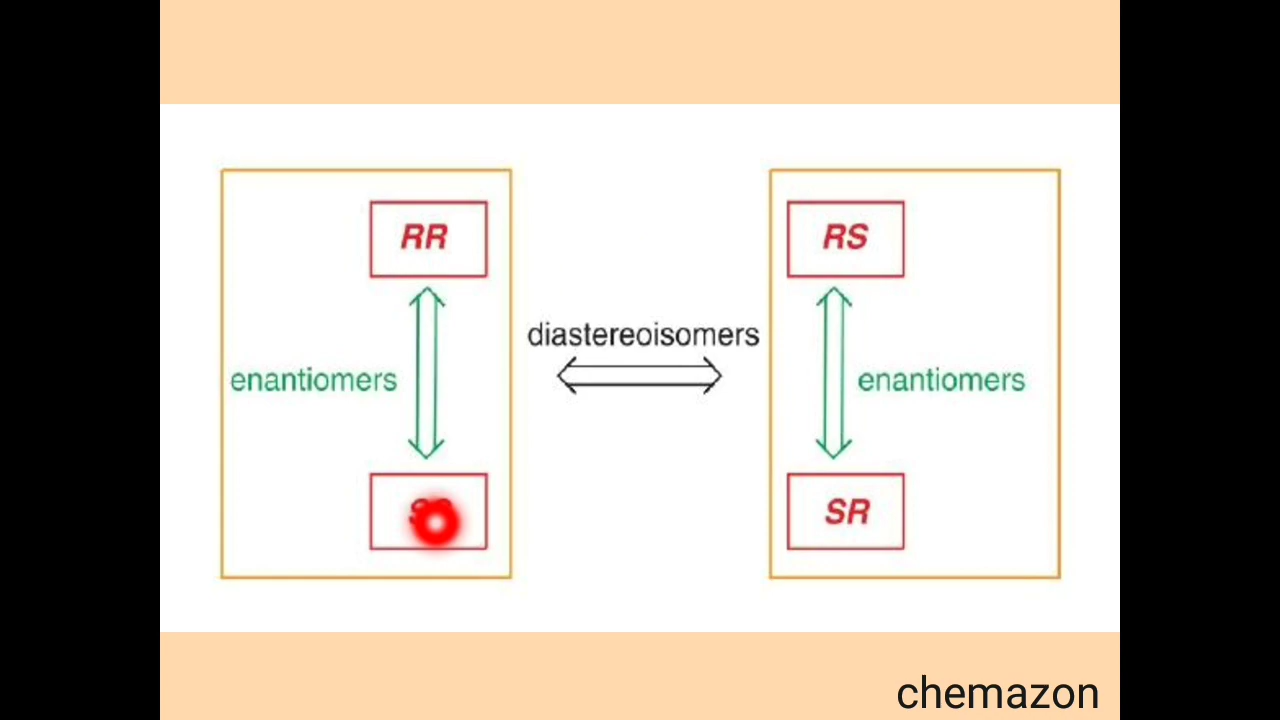 RR
RS
diastereoisomers
enantiomers
enantiomers
SR
chemazon